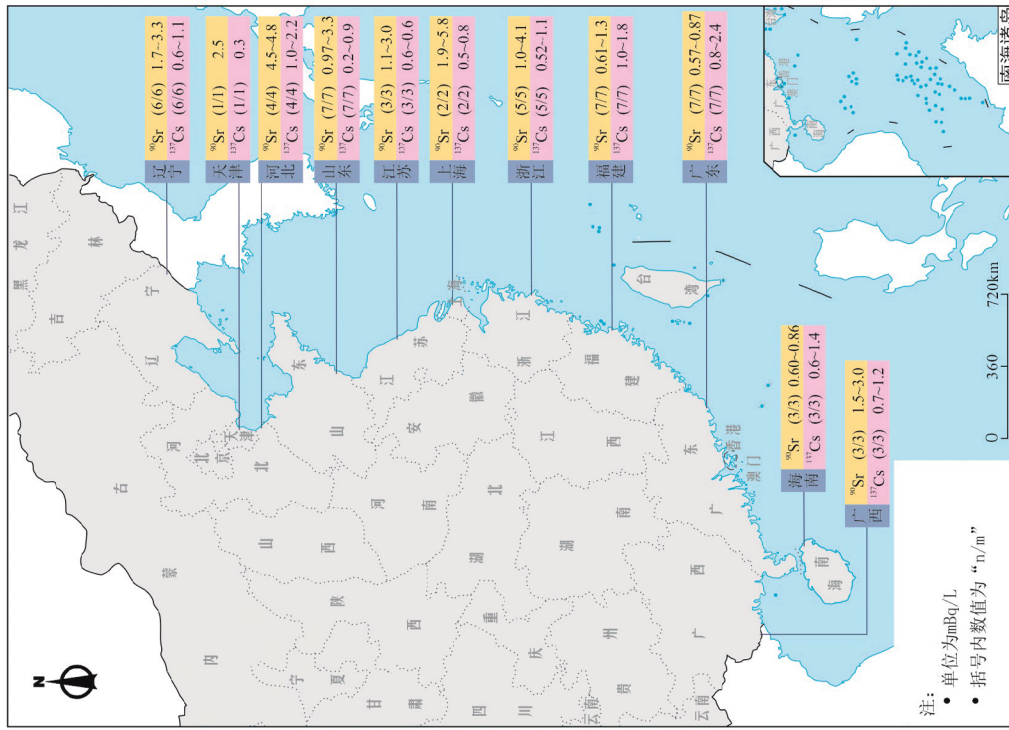 N
黑龙江
吉林
辽宁
内蒙古
河北
北京
天津
山西
山东
宁夏
陕西
甘肃
河南
江苏
安徽
上海
四川
重庆
湖北
浙江
江西
湖南
福建
贵州
云南
云南
广西
广东
香港
澳门
台湾
海南
辽宁
⁹⁰Sr (6/6) 1.7~3.3
¹³⁷Cs (6/6) 0.9~1.1
天津
⁹⁰Sr (1/1) 2.5
¹³⁷Cs (1/1) 0.3
河北
⁹⁰Sr (4/4) 4.5~4.8
¹³⁷Cs (4/4) 1.0~2.2
山东
⁹⁰Sr (7/7) 0.97~3.3
¹³⁷Cs (7/7) 0.2~0.9
江苏
⁹⁰Sr (3/3) 1.1~3.0
¹³⁷Cs (3/3) 0.6~0.6
上海
⁹⁰Sr (2/2) 1.9~5.8
¹³⁷Cs (2/2) 0.5~0.8
浙江
⁹⁰Sr (5/5) 1.0~4.1
¹³⁷Cs (5/5) 0.52~1.1
福建
⁹⁰Sr (7/7) 0.61~1.3
¹³⁷Cs (7/7) 1.0~1.8
广东
⁹⁰Sr (7/7) 0.57~0.87
¹³⁷Cs (7/7) 0.8~2.4
海南
⁹⁰Sr (3/3) 0.60~0.86
¹³⁷Cs (3/3) 0.6~1.4
广西
⁹⁰Sr (3/3) 1.5~3.0
¹³⁷Cs (3/3) 0.7~1.2
注：
• 单位为mBq/L
• 括号内数值为“n/m”
0 360 720km
广西
广东
香港
澳门
海南
南海诸岛